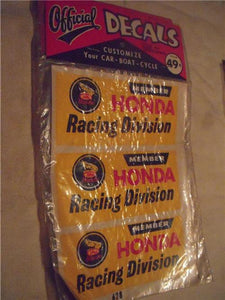 Official
DECALS
CUSTOMIZE
Your CAR - BOAT - CYCLE
49¢
MEMBER
HONDA
Racing Division
MEMBER
HONDA
Racing Division
MEMBER
HONDA
Racing Division